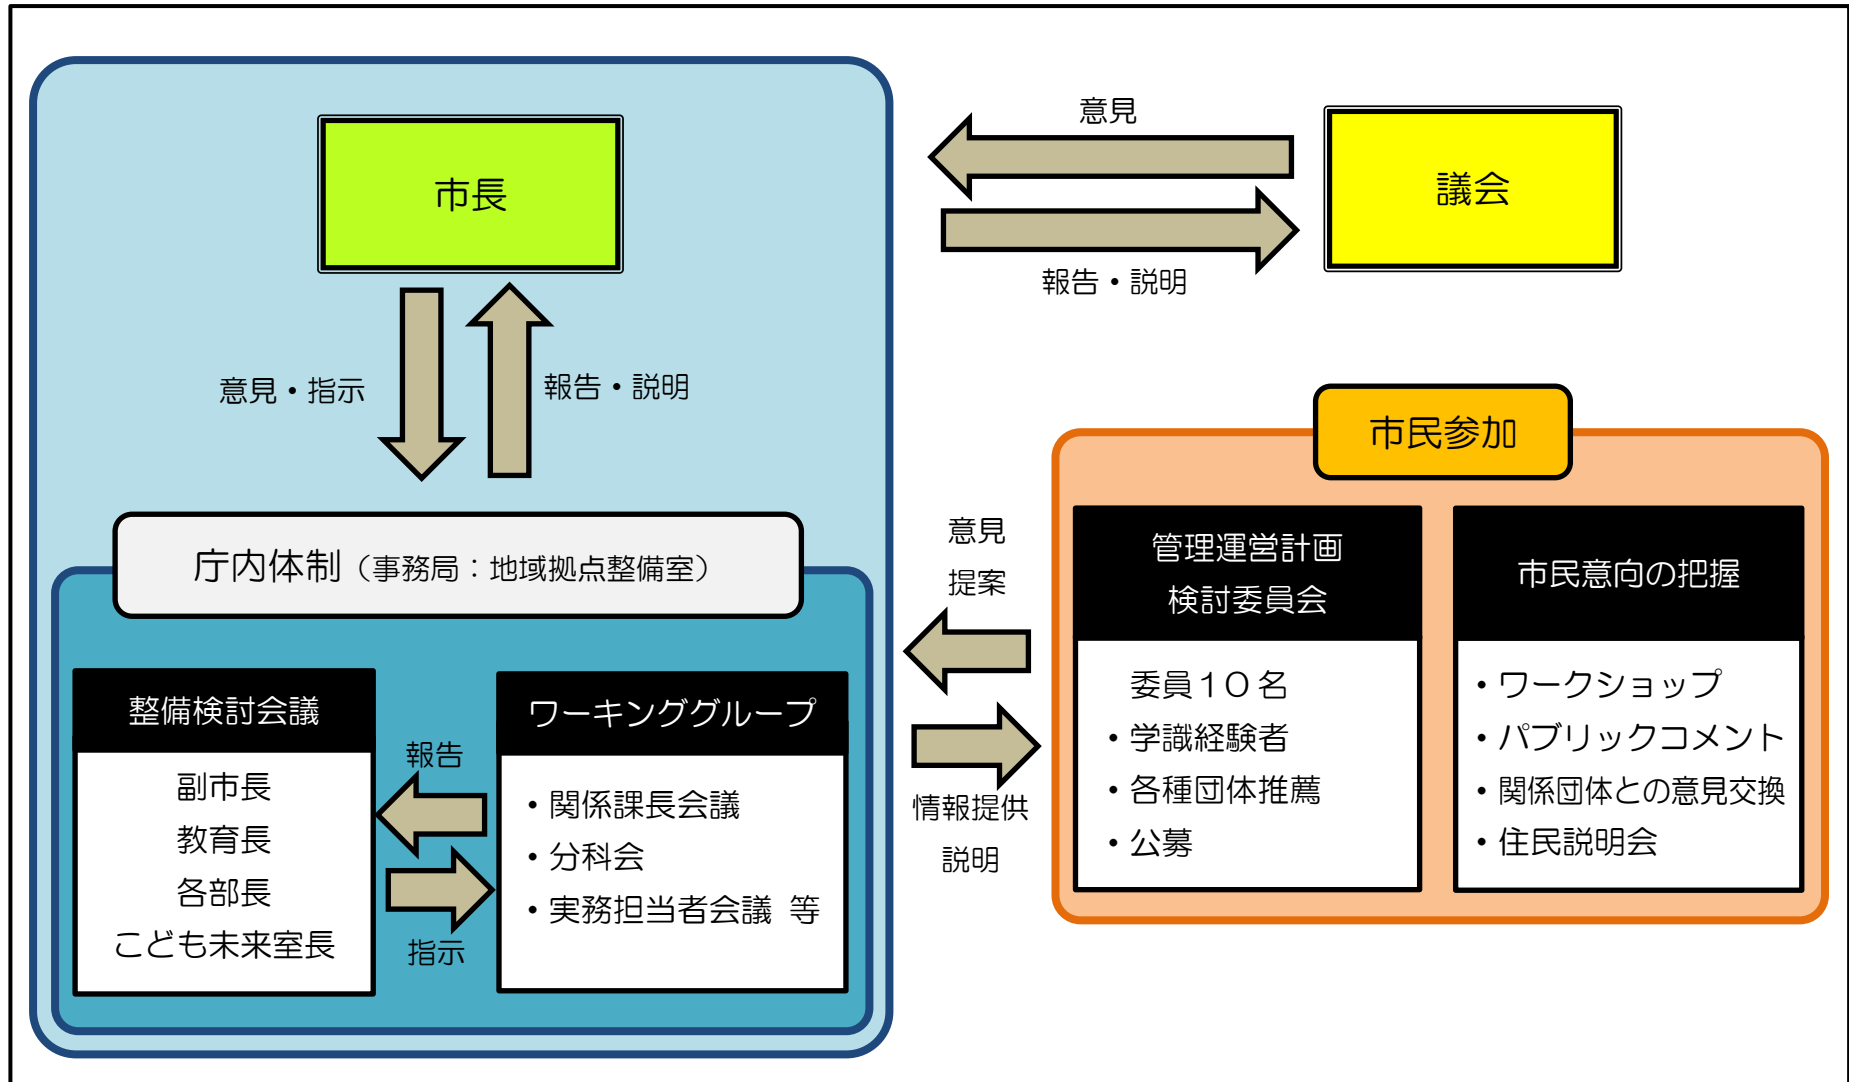 市長
意見
議会
報告・説明
意見・指示
報告・説明
庁内体制（事務局：地域拠点整備室）
整備検討会議
副市長
教育長
各部長
こども未来室長
報告
指示
ワーキンググループ
・関係課長会議
・分科会
・実務担当者会議 等
意見
提案
情報提供
説明
市民参加
管理運営計画
検討委員会
委員１０名
・学識経験者
・各種団体推薦
・公募
市民意向の把握
・ワークショップ
・パブリックコメント
・関係団体との意見交換
・住民説明会